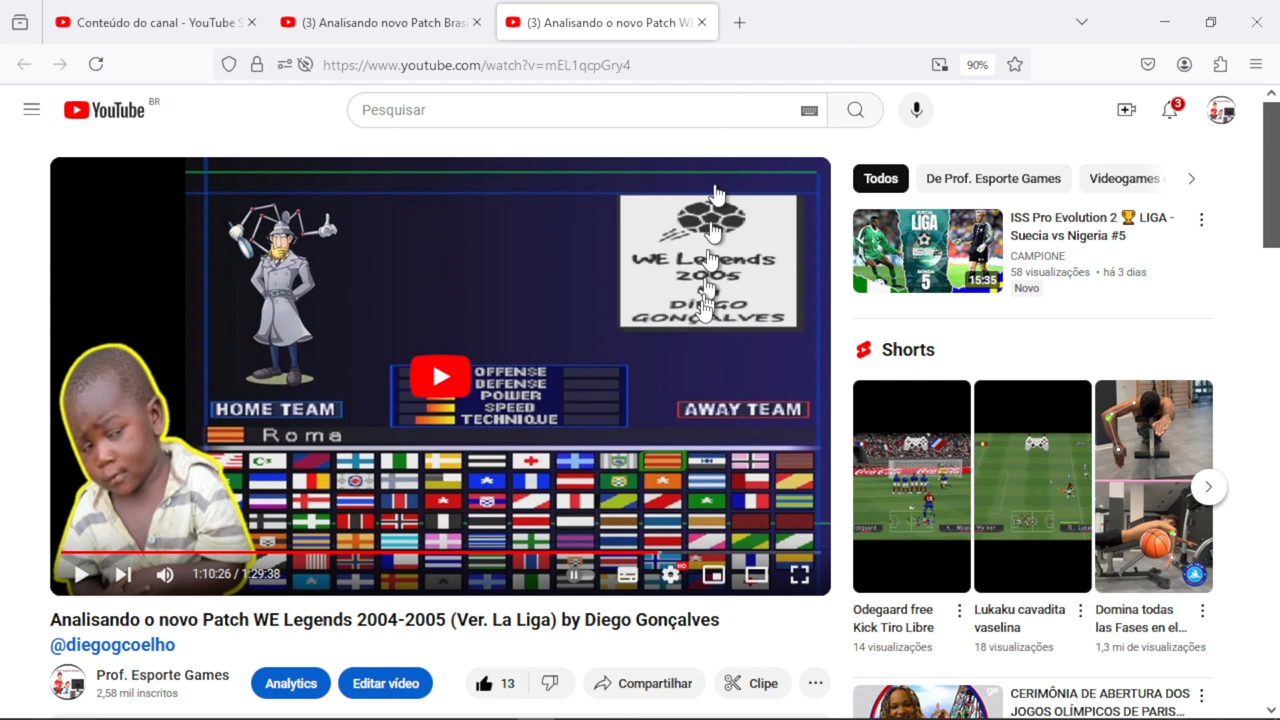 Conteúdo do canal - YouTube S
(3) Analisando novo Patch Bras
(3) Analisando o novo Patch WE
https://www.youtube.com/watch?v=mEL1qcpGry4
90%
YouTube BR
Pesquisar
3
WE Legends
2005
DIEGO
GONÇALVES
OFFENSE
DEFENSE
POWER
SPEED
TECHNIQUE
HOME TEAM
AWAY TEAM
Roma
1:10:26 / 1:29:38
HD
Analisando o novo Patch WE Legends 2004-2005 (Ver. La Liga) by Diego Gonçalves
@diegogcoelho
Prof. Esporte Games
2,58 mil inscritos
Analytics
Editar vídeo
13
Compartilhar
Clipe
Todos
De Prof. Esporte Games
Videogames
LIGA
5
15:35
ISS Pro Evolution 2 🏆 LIGA -
Suecia vs Nigeria #5
CAMPIONE
58 visualizações • há 3 dias
Novo
Shorts
Odegaard free
Kick Tiro Libre
14 visualizações
Lukaku cavadita
vaselina
18 visualizações
Domina todas
las Fases en el...
1,3 mi de visualizações
CERIMÔNIA DE ABERTURA DOS
JOGOS OLÍMPICOS DE PARIS...